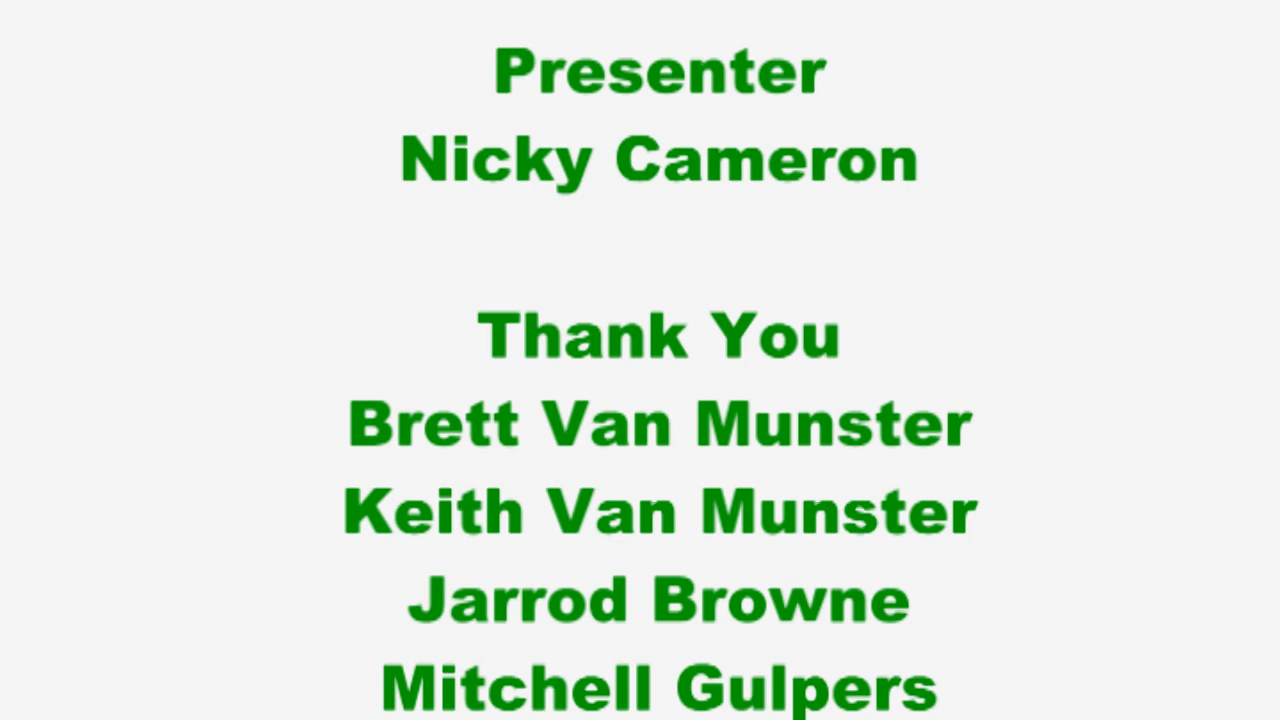 Presenter
Nicky Cameron
Thank You
Brett Van Munster
Keith Van Munster
Jarrod Browne
Mitchell Gulpers